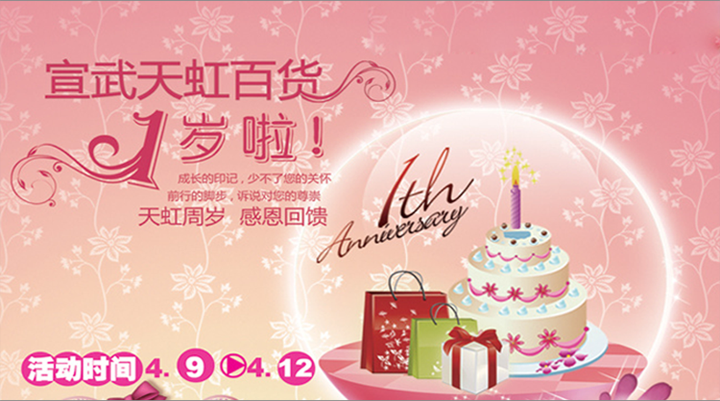 宣武天虹百货
1岁啦！
成长的印记，少不了您的关怀
前行的脚步，诉说对您的尊崇
天虹周岁 感恩回馈
1th
Anniversary
活动时间 4. 9 4. 12